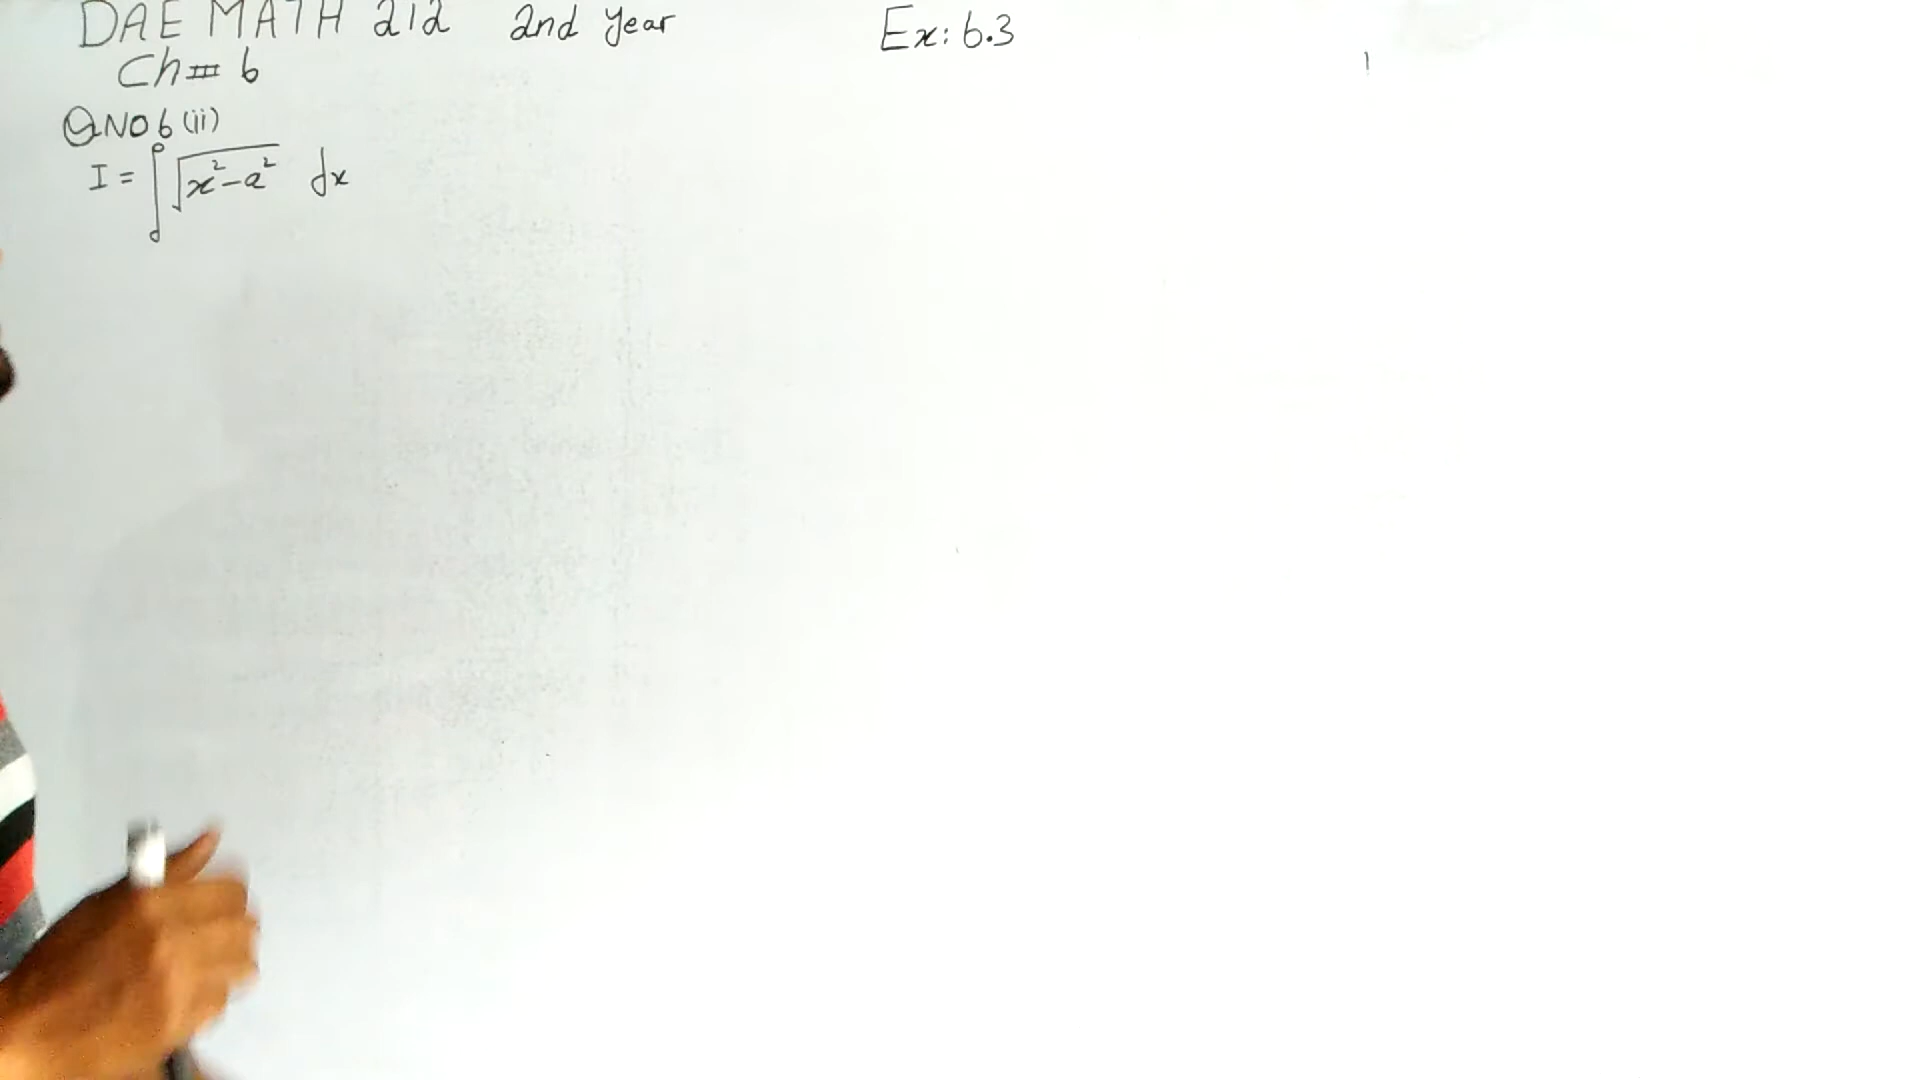 DAE MATH 212 2nd Year Ex: 6.3
Ch# 6
QNO 6 (ii)
I = ∫ √(x² - a²) dx